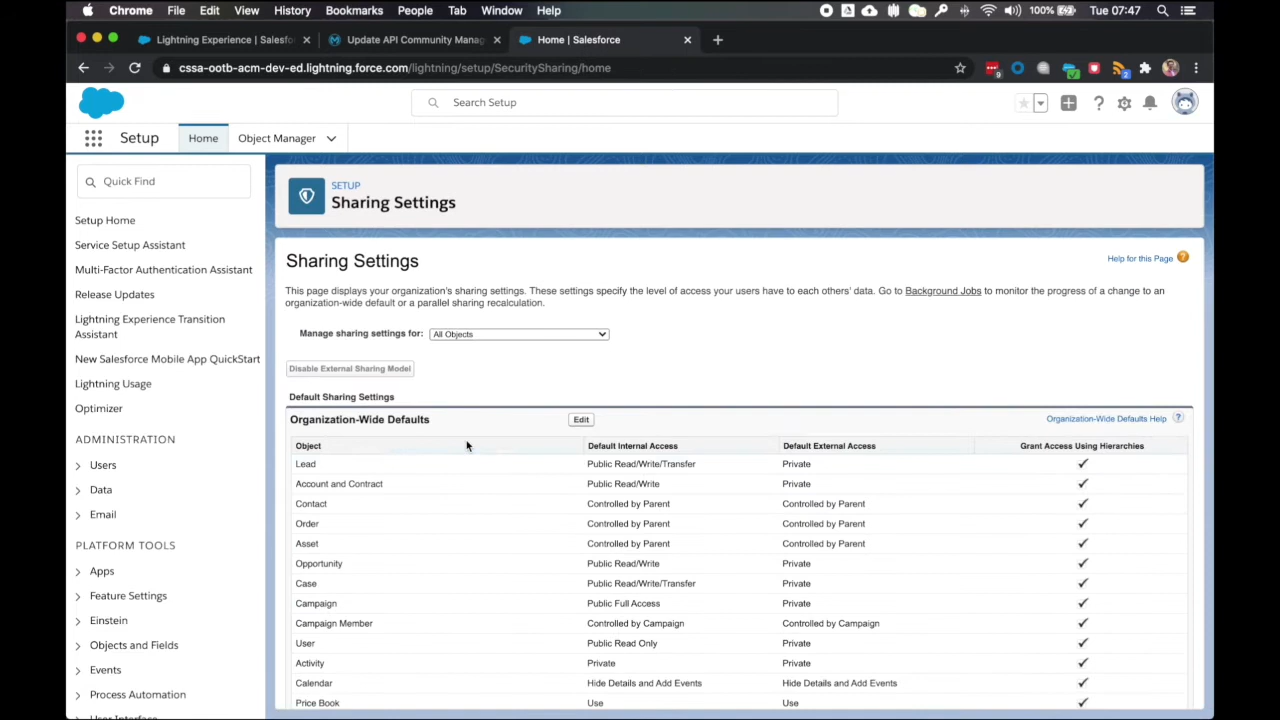 Chrome File Edit View History Bookmarks People Tab Window Help 100% Tue 07:47
Lightning Experience | Salesfo
Update API Community Manag
Home | Salesforce
cssa-ootb-acm-dev-ed.lightning.force.com/lightning/setup/SecuritySharing/home
9
2
Search Setup
Setup Home Object Manager
Quick Find
Setup Home
Service Setup Assistant
Multi-Factor Authentication Assistant
Release Updates
Lightning Experience Transition
Assistant
New Salesforce Mobile App QuickStart
Lightning Usage
Optimizer
ADMINISTRATION
Users
Data
Email
PLATFORM TOOLS
Apps
Feature Settings
Einstein
Objects and Fields
Events
Process Automation
User Interface
SETUP
Sharing Settings
Sharing Settings
Help for this Page ?
This page displays your organization's sharing settings. These settings specify the level of access your users have to each others' data. Go to Background Jobs to monitor the progress of a change to an
organization-wide default or a parallel sharing recalculation.
Manage sharing settings for: All Objects
Disable External Sharing Model
Default Sharing Settings
Organization-Wide Defaults Edit Organization-Wide Defaults Help ?
Object Default Internal Access Default External Access Grant Access Using Hierarchies
Lead Public Read/Write/Transfer Private ✓
Account and Contract Public Read/Write Private ✓
Contact Controlled by Parent Controlled by Parent ✓
Order Controlled by Parent Controlled by Parent ✓
Asset Controlled by Parent Controlled by Parent ✓
Opportunity Public Read/Write Private ✓
Case Public Read/Write/Transfer Private ✓
Campaign Public Full Access Private ✓
Campaign Member Controlled by Campaign Controlled by Campaign ✓
User Public Read Only Private ✓
Activity Private Private ✓
Calendar Hide Details and Add Events Hide Details and Add Events ✓
Price Book Use Use ✓